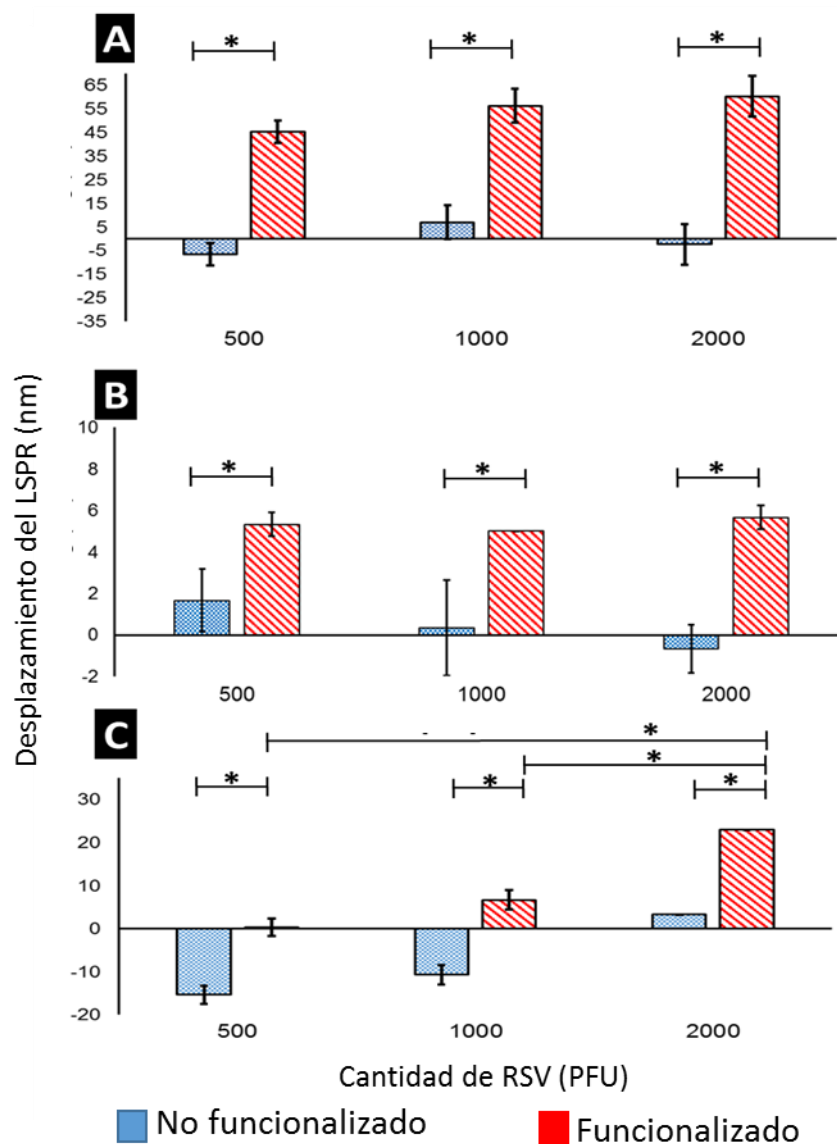 A
* * *
65
55
45
35
25
15
5
-5
-15
-25
-35
500 1000 2000
Desplazamiento del LSPR (nm)
B
10
8
6
4
2
0
-2
* * *
500 1000 2000
C
*
*
* * *
30
20
10
0
-10
-20
500 1000 2000
Cantidad de RSV (PFU)
No funcionalizado Funcionalizado